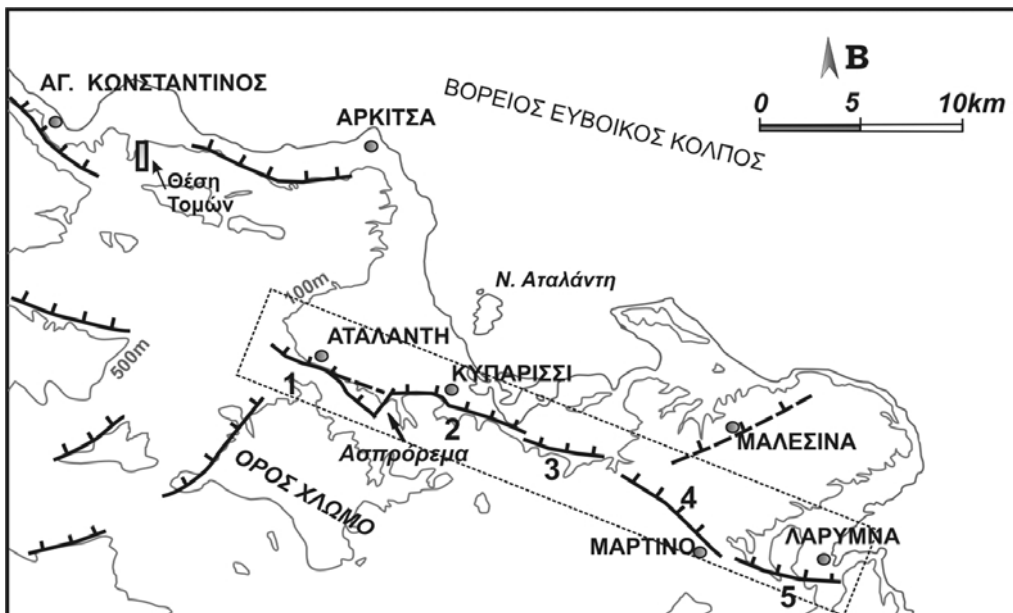 ΑΓ. ΚΩΝΣΤΑΝΤΙΝΟΣ
ΑΡΚΙΤΣΑ
ΒΟΡΕΙΟΣ ΕΥΒΟΙΚΟΣ ΚΟΛΠΟΣ
Β
0 5 10km
Θέση
Τομών
100m
500m
Ν. Αταλάντη
ΑΤΑΛΑΝΤΗ
ΚΥΠΑΡΙΣΣΙ
1
2
Ασπρόρεμα
3
ΜΑΛΕΣΙΝΑ
ΟΡΟΣ ΧΛΩΜΟ
4
ΜΑΡΤΙΝΟ
ΛΑΡΥΜΝΑ
5